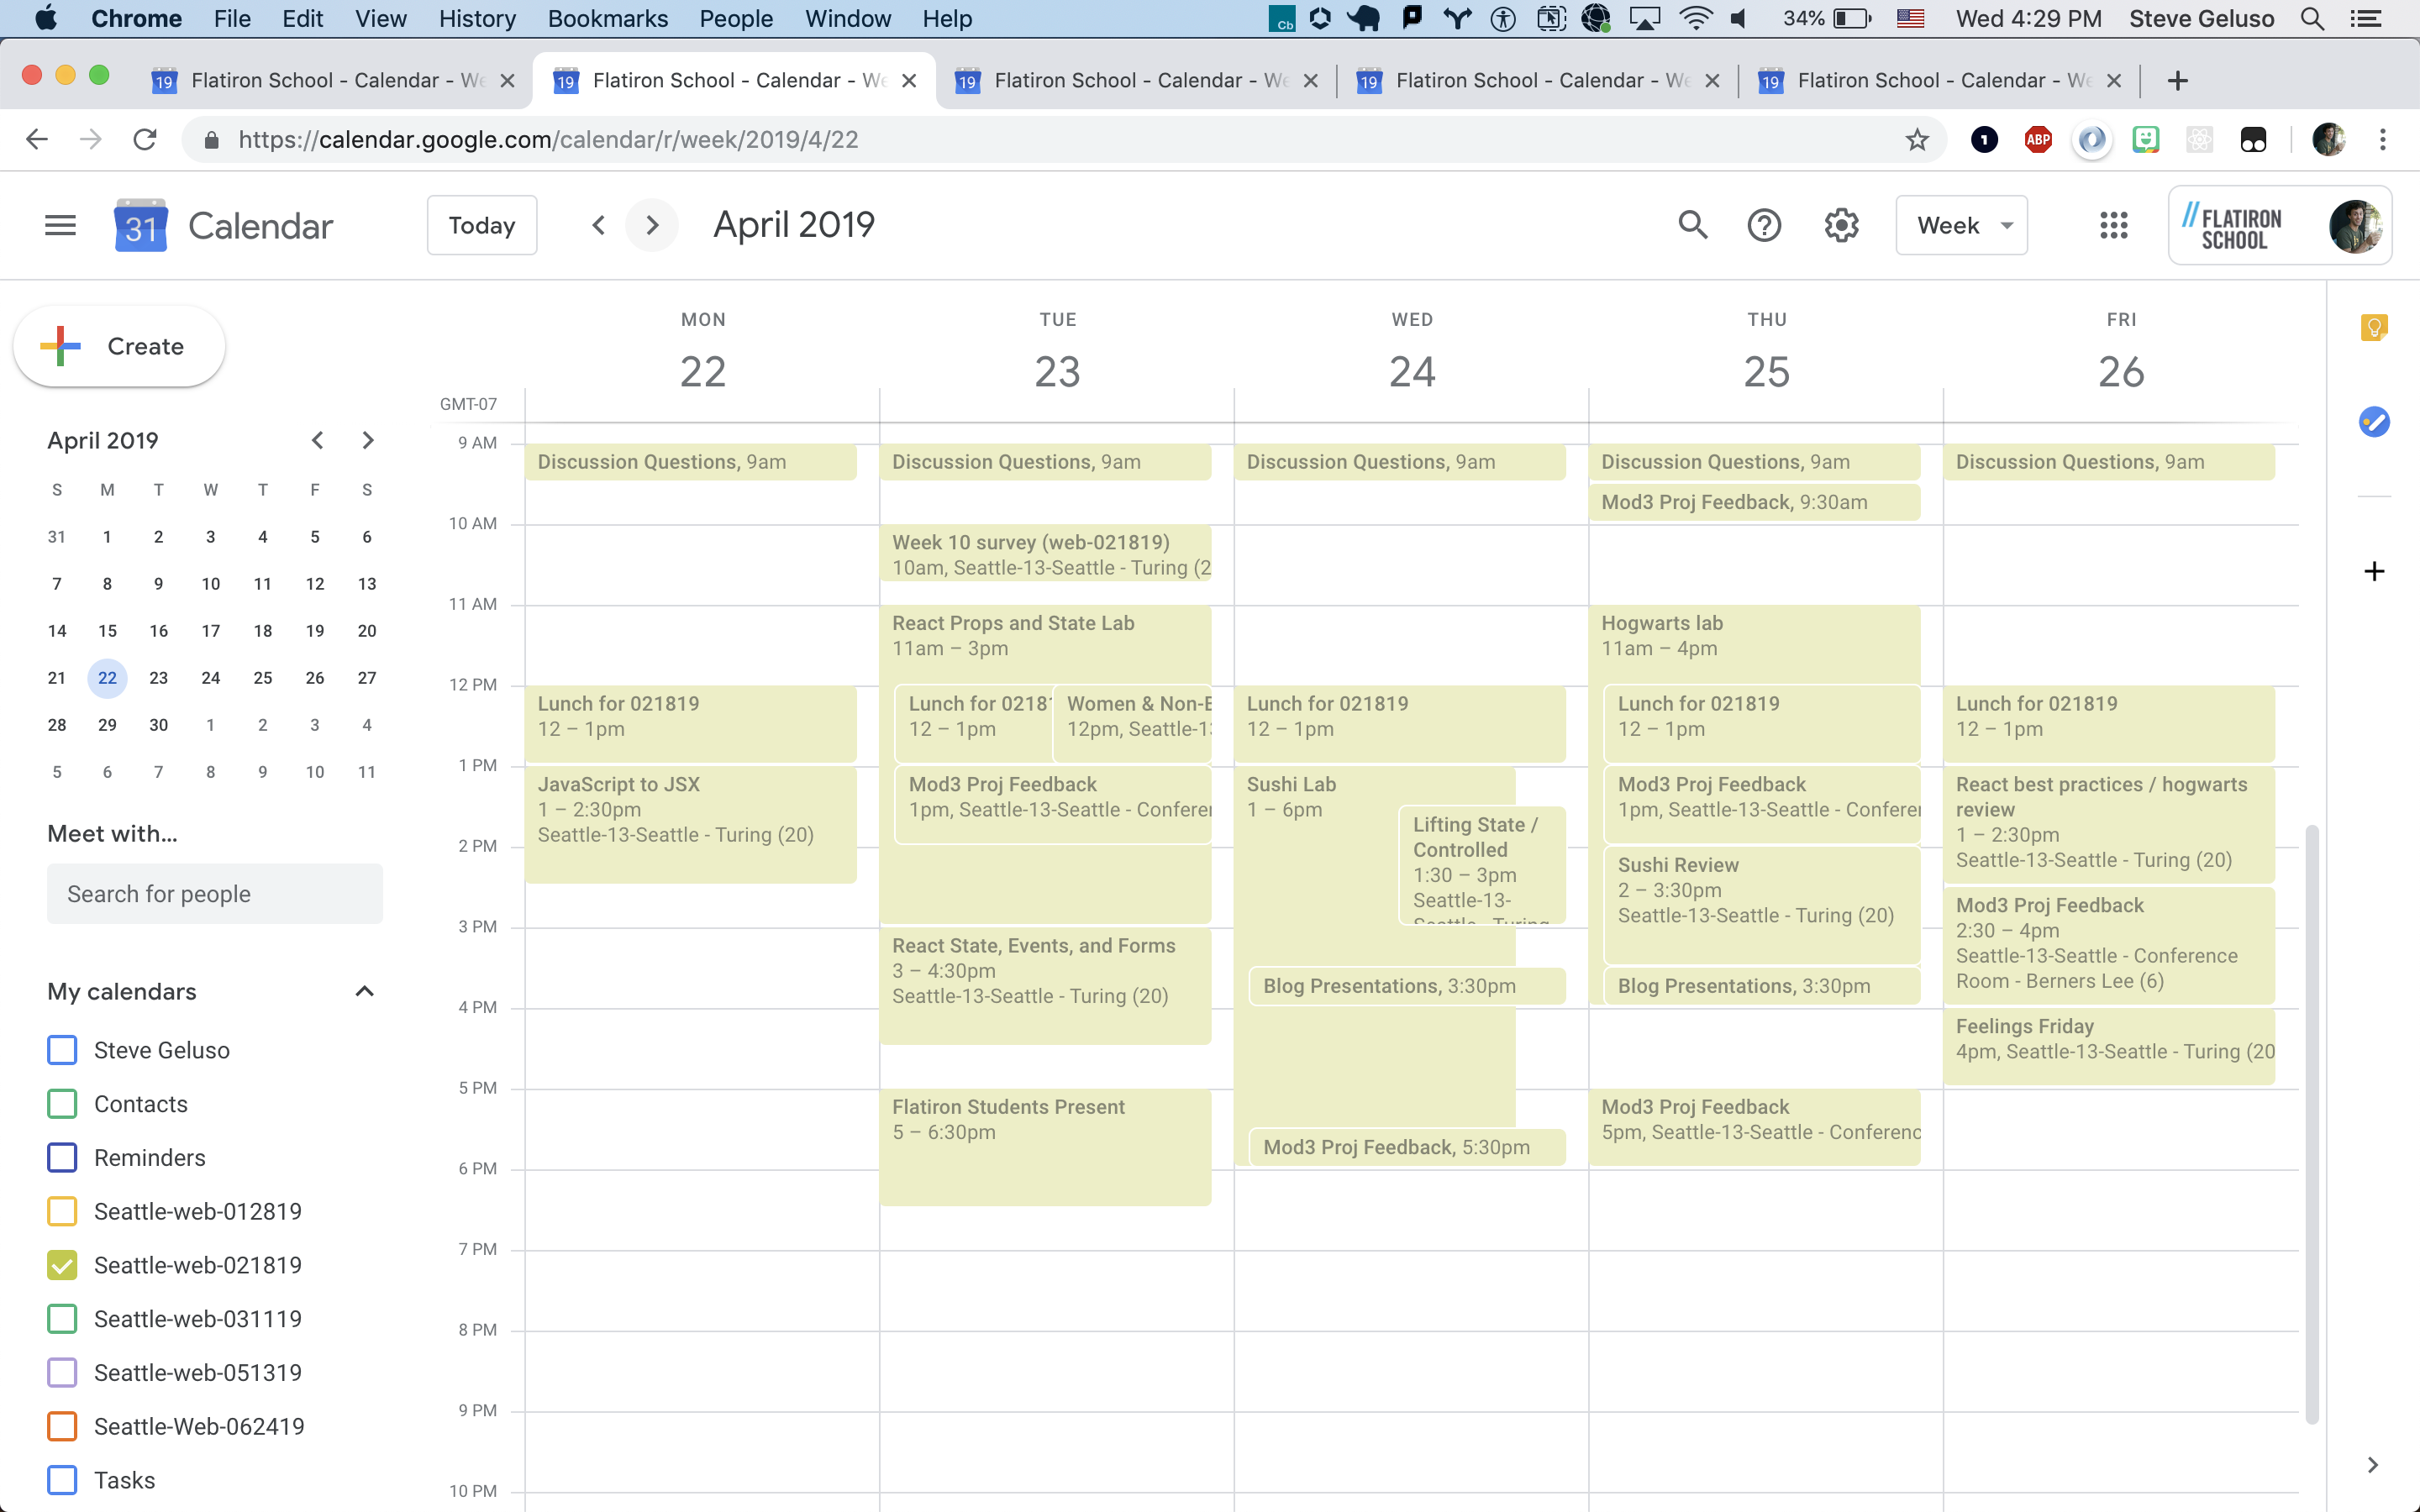 Chrome File Edit View History Bookmarks People Window Help
Cb 34% Wed 4:29 PM Steve Geluso
19 Flatiron School - Calendar - We
19 Flatiron School - Calendar - We
19 Flatiron School - Calendar - We
19 Flatiron School - Calendar - We
19 Flatiron School - Calendar - We
https://calendar.google.com/calendar/r/week/2019/4/22
1 ABP
31 Calendar Today April 2019 Week
FLATIRON
SCHOOL
Create
April 2019
S M T W T F S
31 1 2 3 4 5 6
7 8 9 10 11 12 13
14 15 16 17 18 19 20
21 22 23 24 25 26 27
28 29 30 1 2 3 4
5 6 7 8 9 10 11
Meet with...
Search for people
My calendars
Steve Geluso
Contacts
Reminders
Seattle-web-012819
Seattle-web-021819
Seattle-web-031119
Seattle-web-051319
Seattle-Web-062419
Tasks
GMT-07
9 AM
10 AM
11 AM
12 PM
1 PM
2 PM
3 PM
4 PM
5 PM
6 PM
7 PM
8 PM
9 PM
10 PM
MON
22
Discussion Questions, 9am
Lunch for 021819
12 – 1pm
JavaScript to JSX
1 – 2:30pm
Seattle-13-Seattle - Turing (20)
TUE
23
Discussion Questions, 9am
Week 10 survey (web-021819)
10am, Seattle-13-Seattle - Turing (2
React Props and State Lab
11am – 3pm
Lunch for 0218
12 – 1pm
Women & Non-
12pm, Seattle-1
Mod3 Proj Feedback
1pm, Seattle-13-Seattle - Confere
React State, Events, and Forms
3 – 4:30pm
Seattle-13-Seattle - Turing (20)
Flatiron Students Present
5 – 6:30pm
WED
24
Discussion Questions, 9am
Lunch for 021819
12 – 1pm
Sushi Lab
1 – 6pm
Lifting State /
Controlled
1:30 – 3pm
Seattle-13-
Seattle - Turing
Blog Presentations, 3:30pm
Mod3 Proj Feedback, 5:30pm
THU
25
Discussion Questions, 9am
Mod3 Proj Feedback, 9:30am
Hogwarts lab
11am – 4pm
Lunch for 021819
12 – 1pm
Mod3 Proj Feedback
1pm, Seattle-13-Seattle - Confere
Sushi Review
2 – 3:30pm
Seattle-13-Seattle - Turing (20)
Blog Presentations, 3:30pm
Mod3 Proj Feedback
5pm, Seattle-13-Seattle - Conferenc
FRI
26
Discussion Questions, 9am
Lunch for 021819
12 – 1pm
React best practices / hogwarts
review
1 – 2:30pm
Seattle-13-Seattle - Turing (20)
Mod3 Proj Feedback
2:30 – 4pm
Seattle-13-Seattle - Conference
Room - Berners Lee (6)
Feelings Friday
4pm, Seattle-13-Seattle - Turing (20